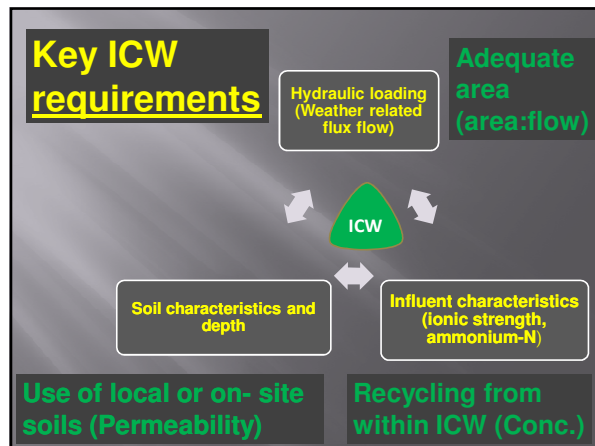 Key ICW
requirements
Adequate
area
(area:flow)
Hydraulic loading
(Weather related
flux flow)
ICW
Soil characteristics and
depth
Influent characteristics
(ionic strength,
ammonium-N)
Use of local or on- site
soils (Permeability)
Recycling from
within ICW (Conc.)